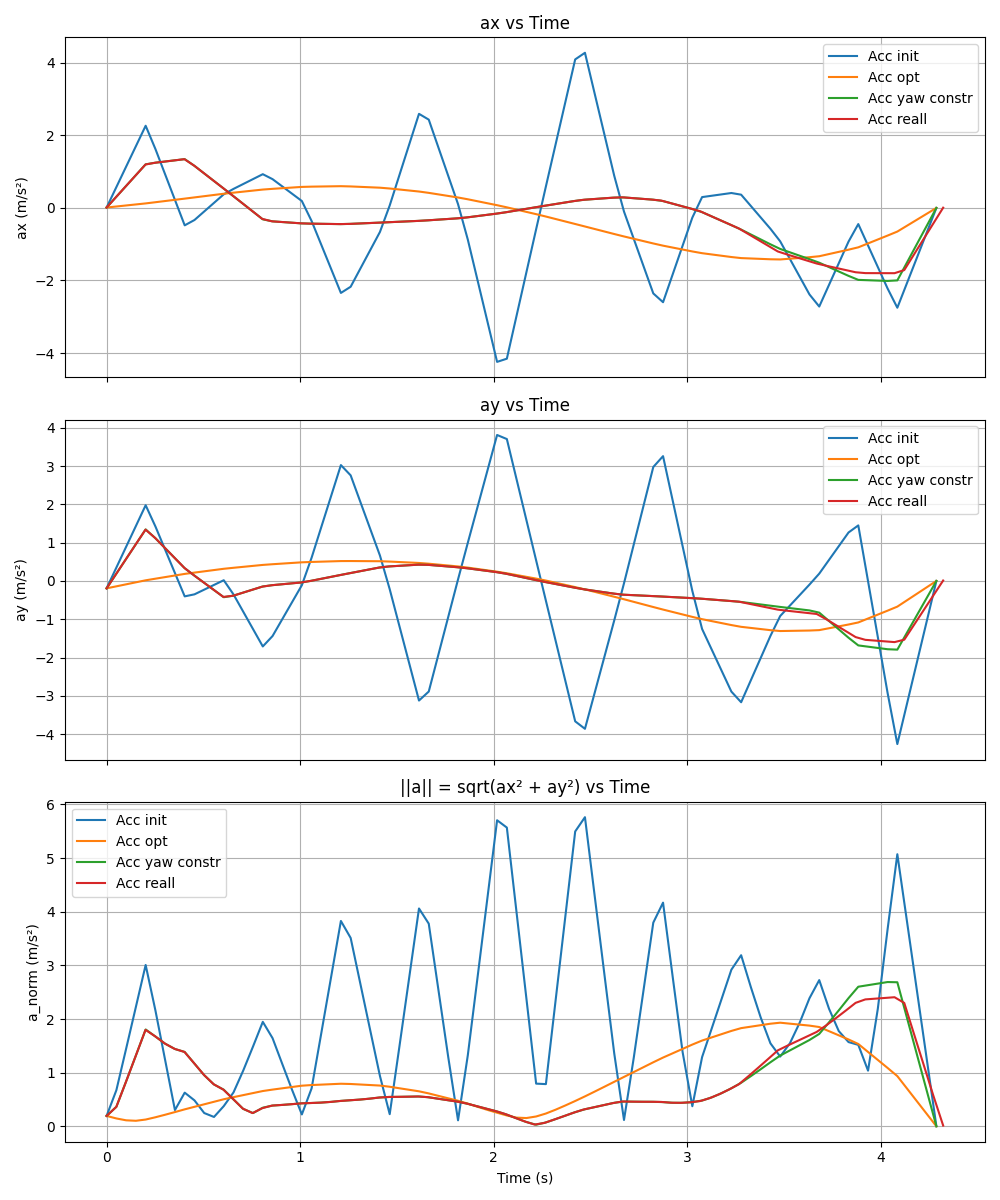 ax vs Time
ax (m/s²)
4
2
0
−2
−4
Acc init
Acc opt
Acc yaw constr
Acc reall
ay vs Time
ay (m/s²)
4
3
2
1
0
−1
−2
−3
−4
Acc init
Acc opt
Acc yaw constr
Acc reall
||a|| = sqrt(ax² + ay²) vs Time
a_norm (m/s²)
6
5
4
3
2
1
0
Acc init
Acc opt
Acc yaw constr
Acc reall
0 1 2 3 4
Time (s)